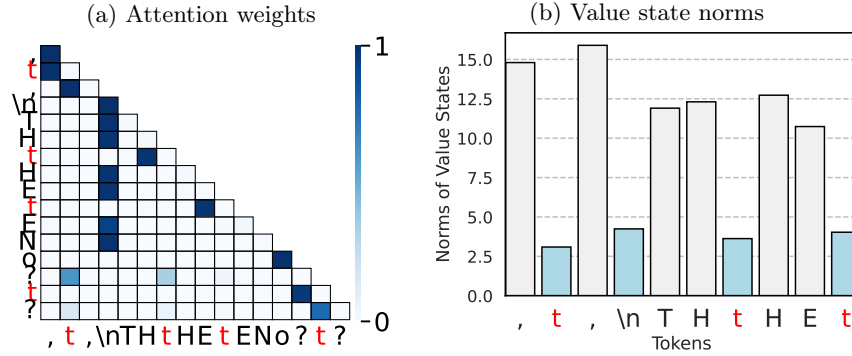 (a) Attention weights
,
t
,
\n
T
H
t
H
E
t
E
N
o
?
t
?
, t ,\nTHtHEtENo?t?
1
0
(b) Value state norms
Norms of Value States
15.0
12.5
10.0
7.5
5.0
2.5
0.0
, t , \n T H t H E t
Tokens